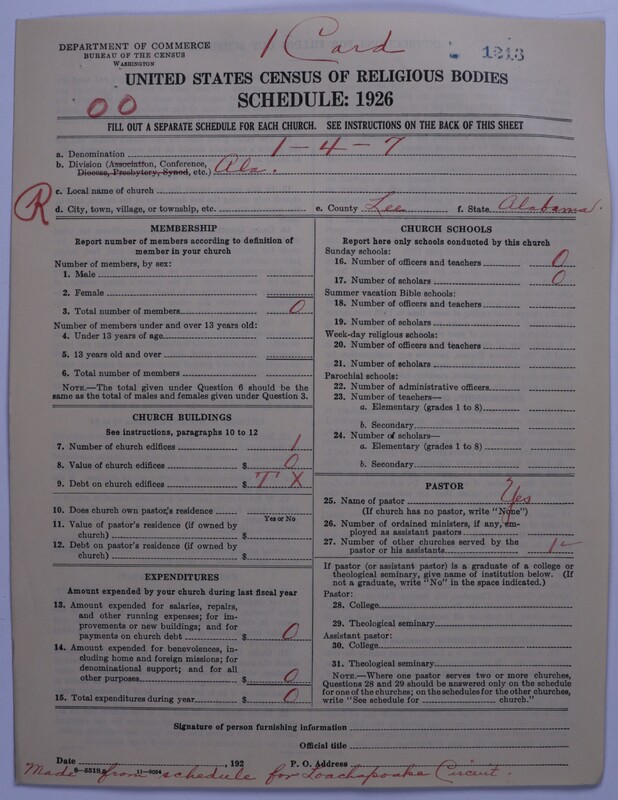 1 Card
DEPARTMENT OF COMMERCE
BUREAU OF THE CENSUS
WASHINGTON
1213
UNITED STATES CENSUS OF RELIGIOUS BODIES
00
SCHEDULE: 1926
FILL OUT A SEPARATE SCHEDULE FOR EACH CHURCH. SEE INSTRUCTIONS ON THE BACK OF THIS SHEET
a. Denomination 1-4-7
b. Division (Association, Conference, Diocese, Presbytery, Synod, etc.) Ala.
c. Local name of church
R
d. City, town, village, or township, etc. e. County Lee f. State Alabama.
MEMBERSHIP
Report number of members according to definition of
member in your church
Number of members, by sex:
1. Male
2. Female
3. Total number of members 0
Number of members under and over 13 years old:
4. Under 13 years of age
5. 13 years old and over
6. Total number of members
NOTE.—The total given under Question 6 should be
same as the total of males and females given under Question 3.
CHURCH BUILDINGS
See instructions, paragraphs 10 to 12
7. Number of church edifices 1
8. Value of church edifices $ 0
9. Debt on church edifices $ T X
10. Does church own pastor's residence
Yes or No
11. Value of pastor's residence (if owned by
church) $
12. Debt on pastor's residence (if owned by
church) $
EXPENDITURES
Amount expended by your church during last fiscal year
13. Amount expended for salaries, repairs,
and other running expenses; for im-
provements or new buildings; and for
payments on church debt $ 0
14. Amount expended for benevolences, in-
cluding home and foreign missions; for
denominational support; and for all
other purposes $ 0
15. Total expenditures during year $ 0
CHURCH SCHOOLS
Report here only schools conducted by this church
Sunday schools:
16. Number of officers and teachers 0
17. Number of scholars 0
Summer vacation Bible schools:
18. Number of officers and teachers
19. Number of scholars
Week-day religious schools:
20. Number of officers and teachers
21. Number of scholars
Parochial schools:
22. Number of administrative officers
23. Number of teachers—
a. Elementary (grades 1 to 8)
b. Secondary
24. Number of scholars—
a. Elementary (grades 1 to 8)
b. Secondary
PASTOR
25. Name of pastor Yes
(If church has no pastor, write "None")
26. Number of ordained ministers, if any, em-
ployed as assistant pastors
27. Number of other churches served by the
pastor or his assistants
If pastor (or assistant pastor) is a graduate of a college or
theological seminary, give name of institution below. (If
not a graduate, write "No" in the space indicated.)
Pastor:
28. College
29. Theological seminary
Assistant pastor:
30. College
31. Theological seminary
NOTE.—Where one pastor serves two or more churches,
Questions 28 and 29 should be answered only on the schedule
for one of the churches; on the schedules for the other churches,
write "See schedule for church."
Signature of person furnishing information
Official title
Date , 192 P. O. Address
Made from schedule for Loachapoaka Circuit.